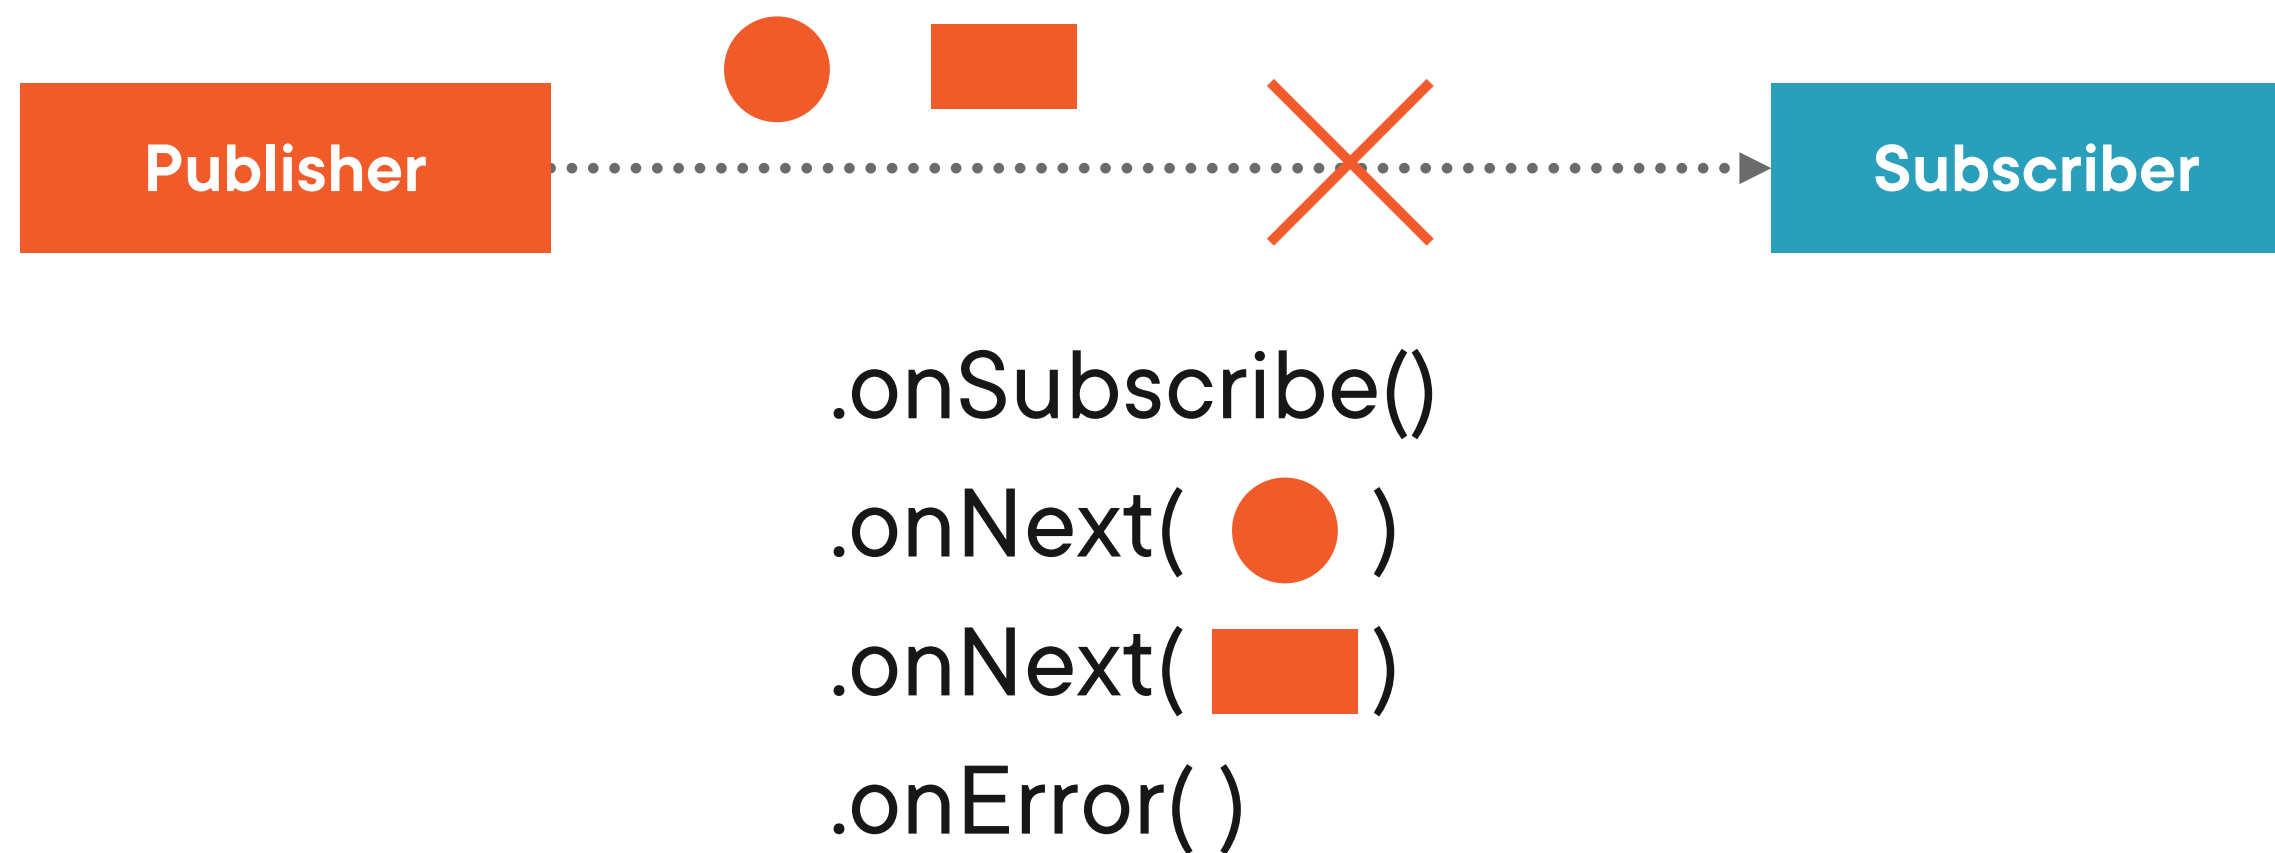 Publisher
Subscriber
.onSubscribe()
.onNext( )
.onNext( )
.onError( )